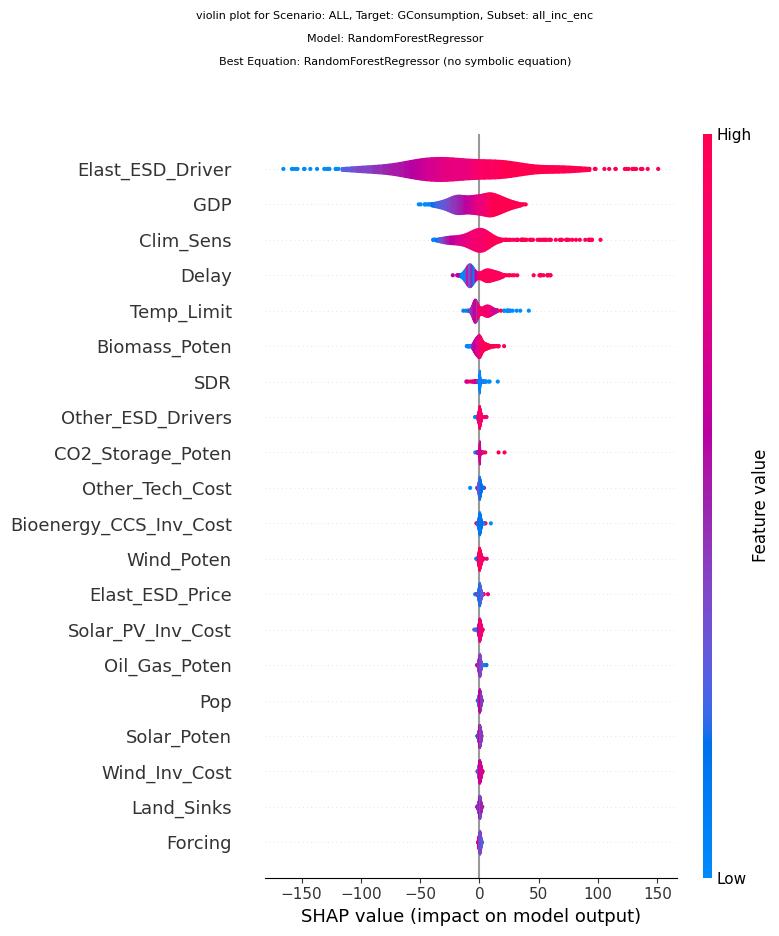 violin plot for Scenario: ALL, Target: GConsumption, Subset: all_inc_enc
Model: RandomForestRegressor
Best Equation: RandomForestRegressor (no symbolic equation)
High
Elast_ESD_Driver
GDP
Clim_Sens
Delay
Temp_Limit
Biomass_Poten
SDR
Other_ESD_Drivers
CO2_Storage_Poten
Other_Tech_Cost
Bioenergy_CCS_Inv_Cost
Wind_Poten
Elast_ESD_Price
Solar_PV_Inv_Cost
Oil_Gas_Poten
Pop
Solar_Poten
Wind_Inv_Cost
Land_Sinks
Forcing
Feature value
Low
−150 −100 −50 0 50 100 150
SHAP value (impact on model output)